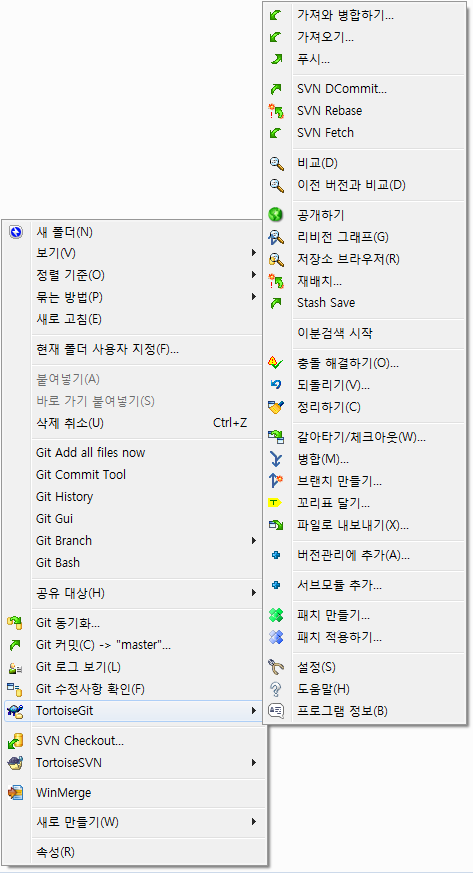 가져와 병합하기...
가져오기...
푸시...
SVN DCommit...
SVN Rebase
SVN Fetch
비교(D)
이전 버전과 비교(D)
공개하기
리비전 그래프(G)
저장소 브라우저(R)
재배치...
Stash Save
이분검색 시작
충돌 해결하기(O)...
되돌리기(V)...
정리하기(C)
갈아타기/체크아웃(W)...
병합(M)...
브랜치 만들기...
꼬리표 달기...
파일로 내보내기(X)...
버전관리에 추가(A)...
서브모듈 추가...
패치 만들기...
패치 적용하기...
설정(S)
도움말(H)
프로그램 정보(B)
새 폴더(N)
보기(V)
정렬 기준(O)
묶는 방법(P)
새로 고침(E)
현재 폴더 사용자 지정(F)...
붙여넣기(A)
바로 가기 붙여넣기(S)
삭제 취소(U) Ctrl+Z
Git Add all files now
Git Commit Tool
Git History
Git Gui
Git Branch
Git Bash
공유 대상(H)
Git 동기화...
Git 커밋(C) -> "master"...
Git 로그 보기(L)
Git 수정사항 확인(F)
TortoiseGit
SVN Checkout...
TortoiseSVN
WinMerge
새로 만들기(W)
속성(R)